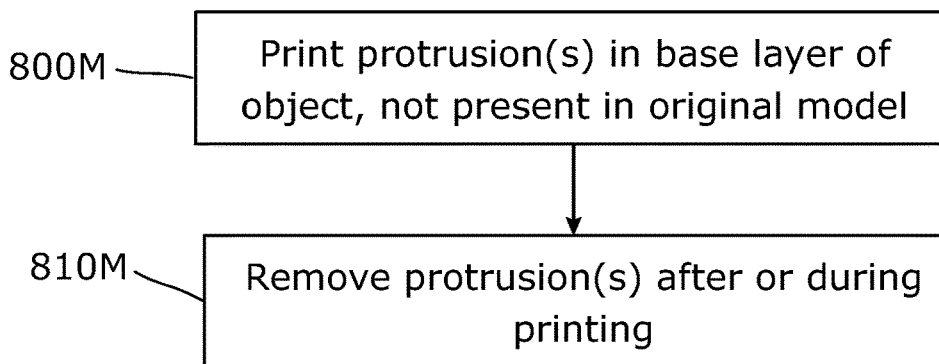 800M
Print protrusion(s) in base layer of
object, not present in original model
810M
Remove protrusion(s) after or during
printing